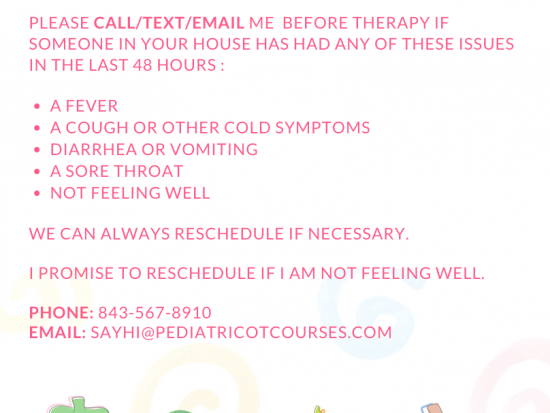 PLEASE CALL/TEXT/EMAIL ME BEFORE THERAPY IF
SOMEONE IN YOUR HOUSE HAS HAD ANY OF THESE ISSUES
IN THE LAST 48 HOURS :
• A FEVER
• A COUGH OR OTHER COLD SYMPTOMS
• DIARRHEA OR VOMITING
• A SORE THROAT
• NOT FEELING WELL
WE CAN ALWAYS RESCHEDULE IF NECESSARY.
I PROMISE TO RESCHEDULE IF I AM NOT FEELING WELL.
PHONE: 843-567-8910
EMAIL: SAYHI@PEDIATRICOTCOURSES.COM